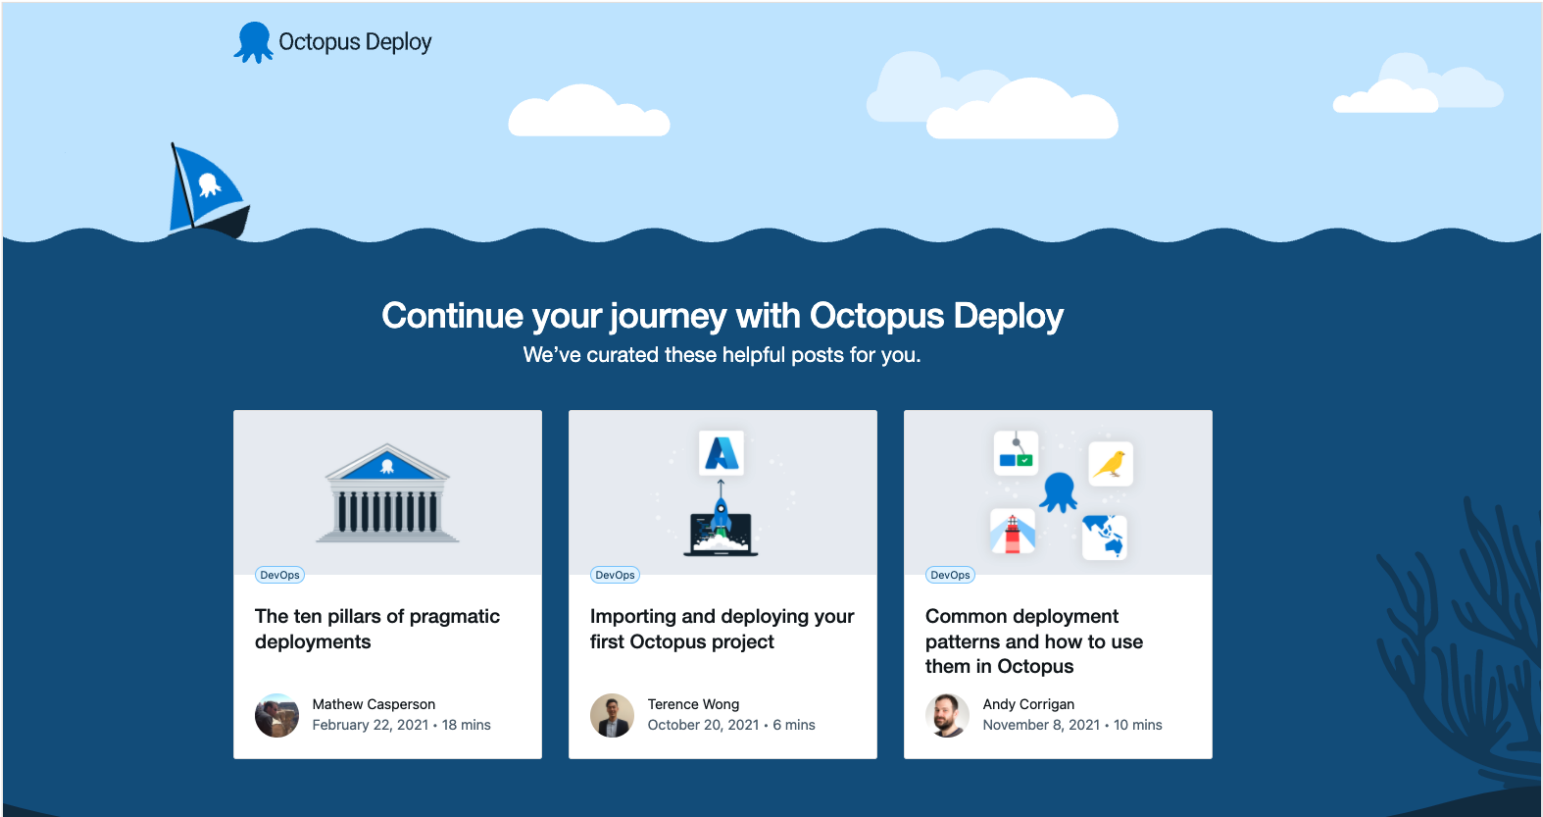 Octopus Deploy
Continue your journey with Octopus Deploy
We’ve curated these helpful posts for you.
DevOps
The ten pillars of pragmatic
deployments
Mathew Casperson
February 22, 2021 • 18 mins
DevOps
Importing and deploying your
first Octopus project
Terence Wong
October 20, 2021 • 6 mins
DevOps
Common deployment
patterns and how to use
them in Octopus
Andy Corrigan
November 8, 2021 • 10 mins